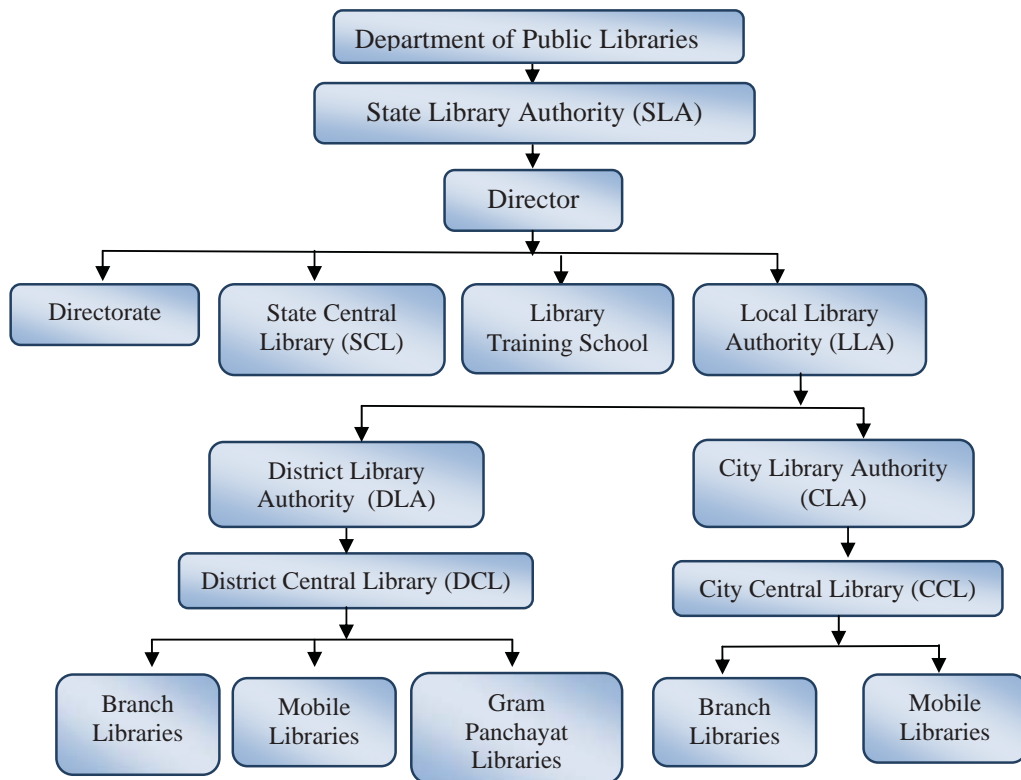 Department of Public Libraries
State Library Authority (SLA)
Director
Directorate
State Central
Library (SCL)
Library
Training School
Local Library
Authority (LLA)
District Library
Authority (DLA)
City Library Authority
(CLA)
District Central Library (DCL)
City Central Library (CCL)
Branch
Libraries
Mobile
Libraries
Gram
Panchayat
Libraries
Branch
Libraries
Mobile
Libraries